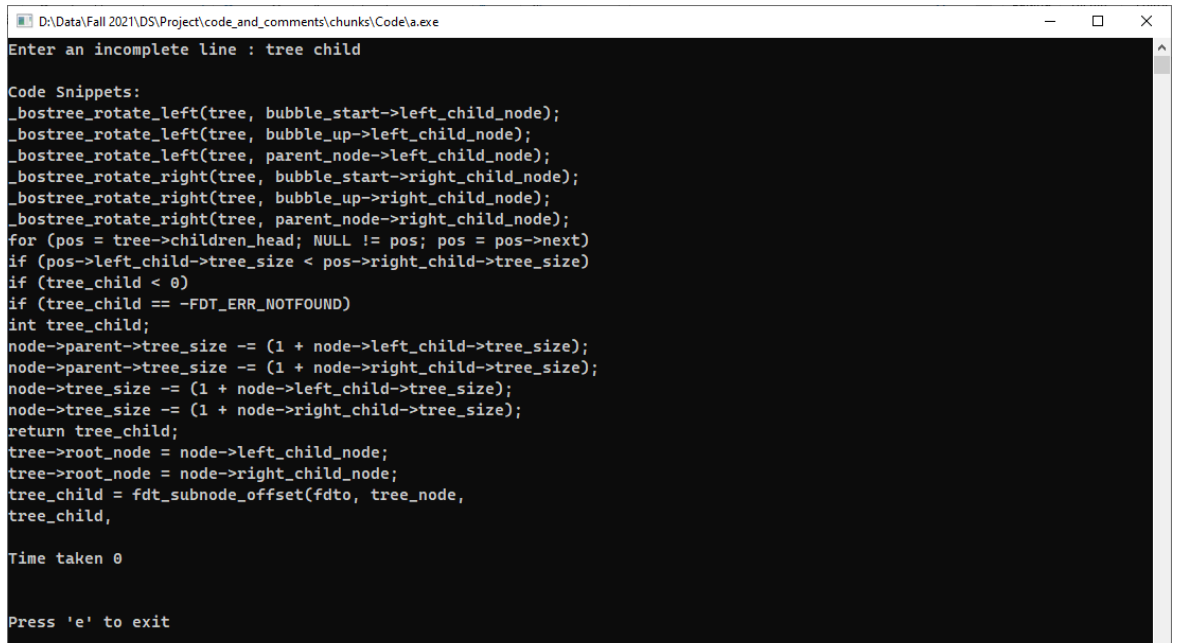 D:\Data\Fall 2021\DS\Project\code_and_comments\chunks\Code\a.exe
Enter an incomplete line : tree child
Code Snippets:
_bostree_rotate_left(tree, bubble_start->left_child_node);
_bostree_rotate_left(tree, bubble_up->left_child_node);
_bostree_rotate_left(tree, parent_node->left_child_node);
_bostree_rotate_right(tree, bubble_start->right_child_node);
_bostree_rotate_right(tree, bubble_up->right_child_node);
_bostree_rotate_right(tree, parent_node->right_child_node);
for (pos = tree->children_head; NULL != pos; pos = pos->next)
if (pos->left_child->tree_size < pos->right_child->tree_size)
if (tree_child < 0)
if (tree_child == -FDT_ERR_NOTFOUND)
int tree_child;
node->parent->tree_size -= (1 + node->left_child->tree_size);
node->parent->tree_size -= (1 + node->right_child->tree_size);
node->tree_size -= (1 + node->left_child->tree_size);
node->tree_size -= (1 + node->right_child->tree_size);
return tree_child;
tree->root_node = node->left_child_node;
tree->root_node = node->right_child_node;
tree_child = fdt_subnode_offset(fdto, tree_node,
tree_child,
Time taken 0
Press 'e' to exit